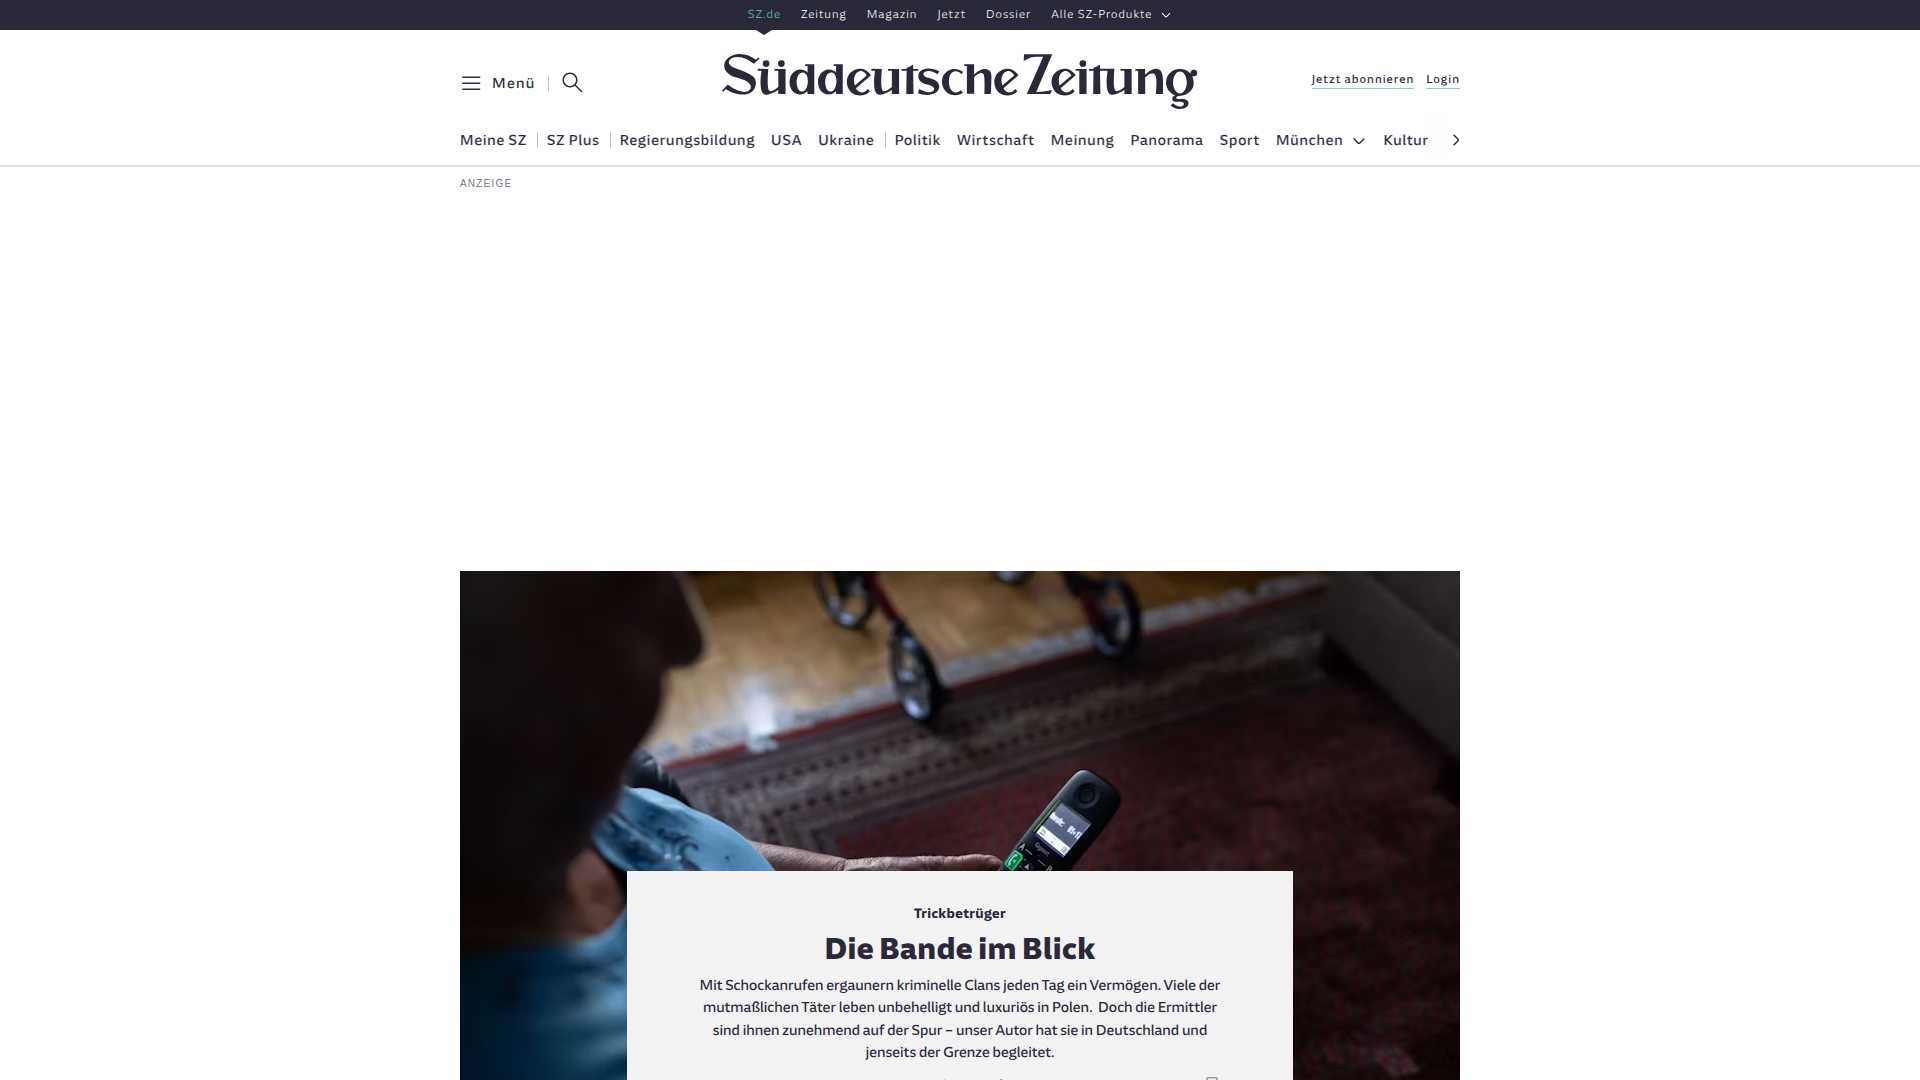 SZ.de Zeitung Magazin Jetzt Dossier Alle SZ-Produkte
Menü
Süddeutsche Zeitung
Jetzt abonnieren Login
Meine SZ SZ Plus Regierungsbildung USA Ukraine Politik Wirtschaft Meinung Panorama Sport München Kultur
ANZEIGE
Trickbetrüger
Die Bande im Blick
Mit Schockanrufen ergaunern kriminelle Clans jeden Tag ein Vermögen. Viele der
mutmaßlichen Täter leben unbehelligt und luxuriös in Polen. Doch die Ermittler
sind ihnen zunehmend auf der Spur – unser Autor hat sie in Deutschland und
jenseits der Grenze begleitet.